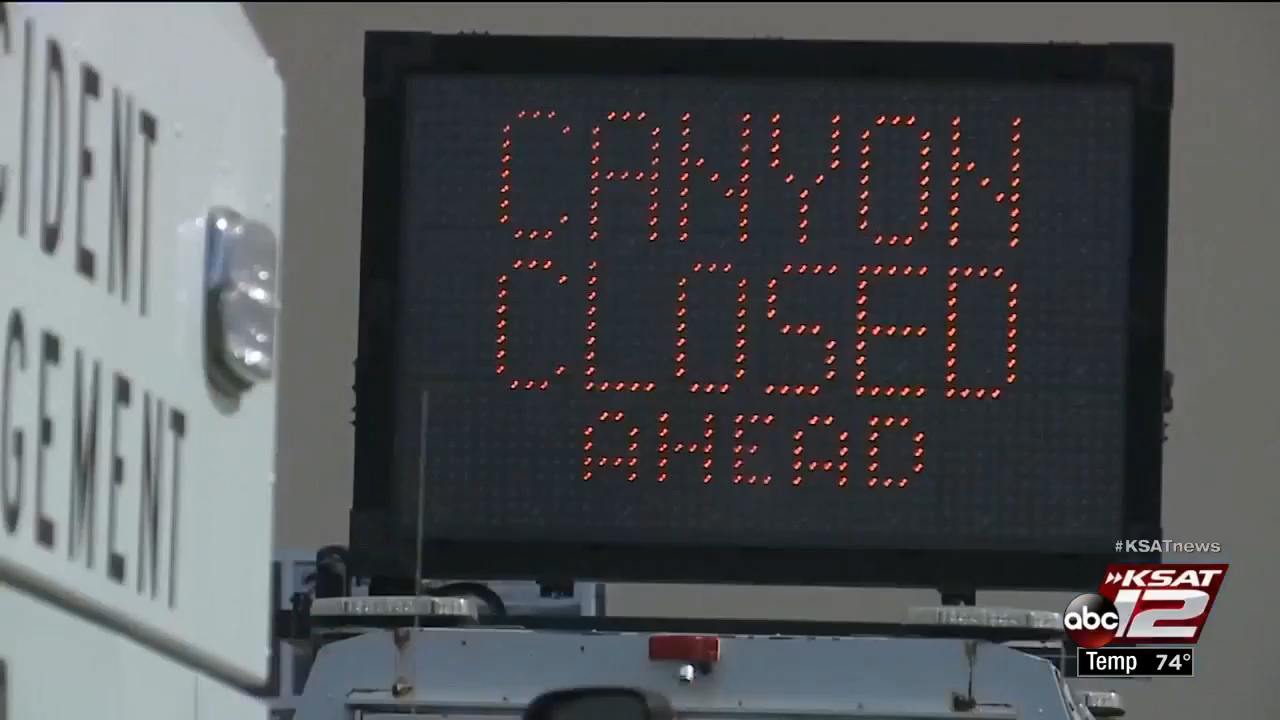 IDENT
GEMENT
CANYON
CLOSED
AHEAD
#KSATnews
KSAT
abc 12
Temp 74°